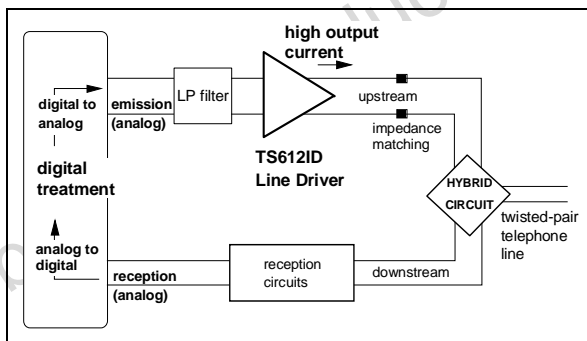 high output
current
digital to
analog
emission
(analog)
LP filter
upstream
impedance
matching
TS612ID
Line Driver
digital
treatment
HYBRID
CIRCUIT
twisted-pair
telephone
line
analog to
digital
reception
(analog)
reception
circuits
downstream